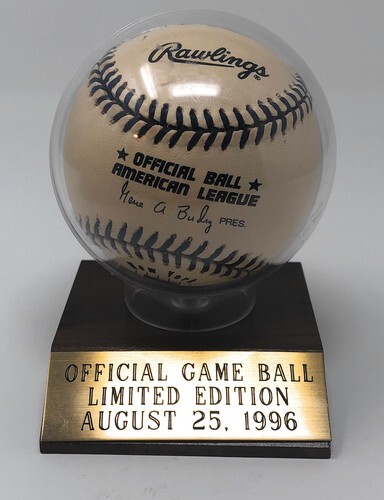 Rawlings
OFFICIAL BALL
AMERICAN LEAGUE
Gene A Budig PRES.
OFFICIAL GAME BALL
LIMITED EDITION
AUGUST 25, 1996